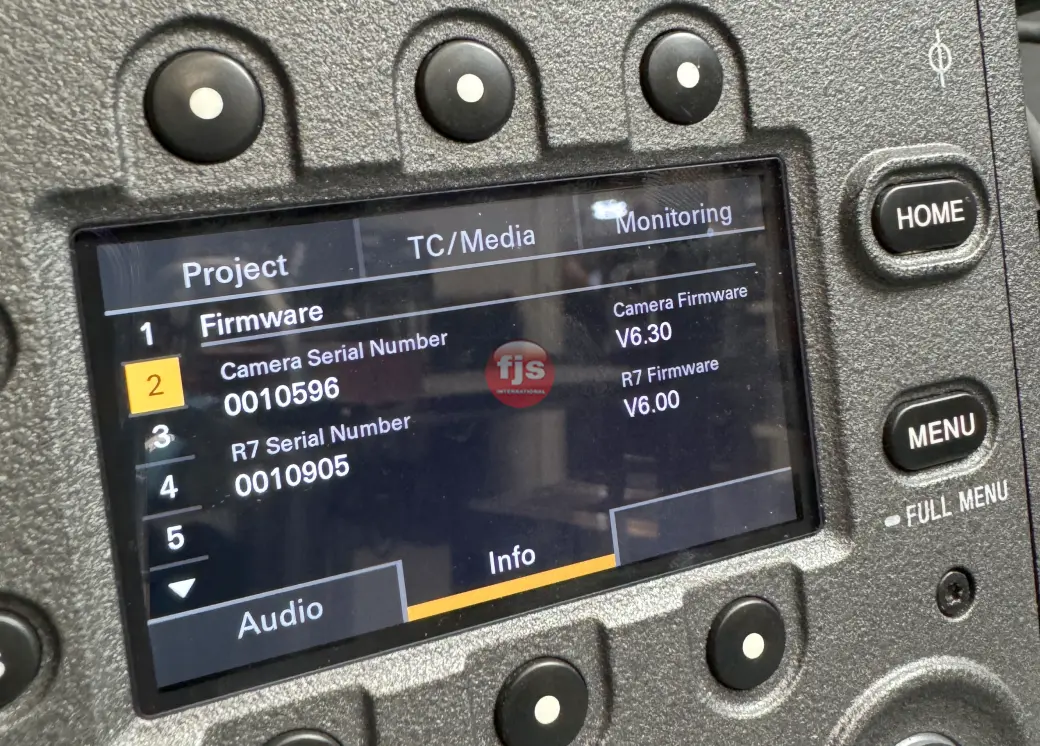 HOME
Project
TC/Media
Monitoring
1
Firmware
2
Camera Serial Number
0010596
Camera Firmware
V6.30
3
R7 Serial Number
0010905
R7 Firmware
V6.00
4
5
fjs
INTERNATIONAL
Audio
Info
MENU
FULL MENU